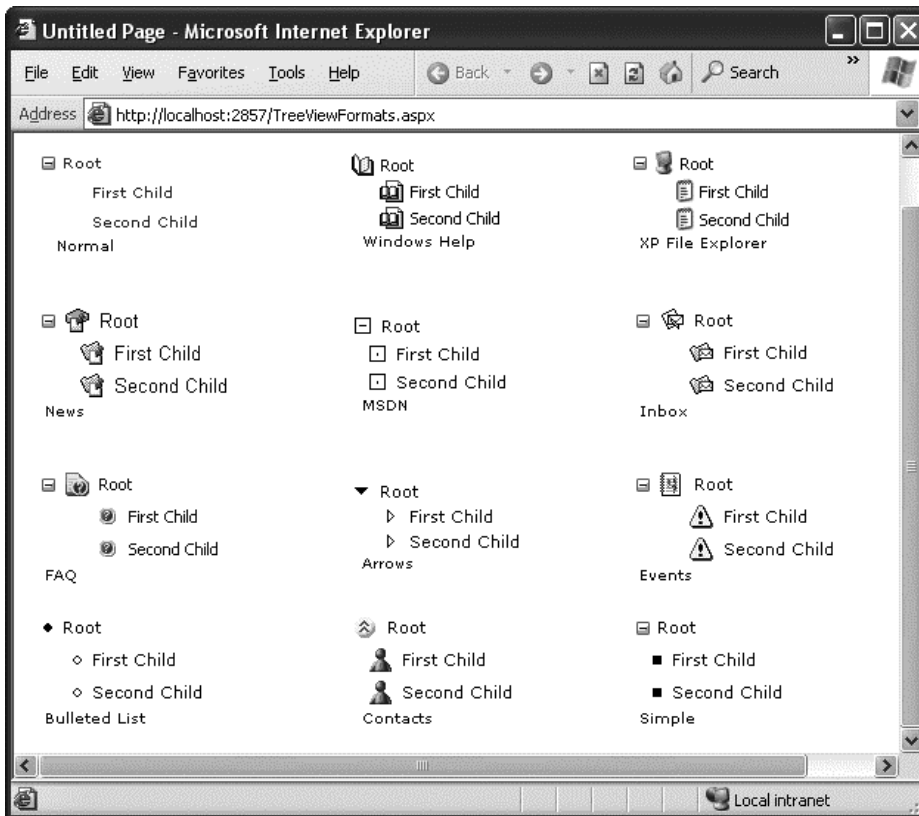 Untitled Page - Microsoft Internet Explorer
File Edit View Favorites Tools Help Back Search »
Address http://localhost:2857/TreeViewFormats.aspx
Root
First Child
Second Child
Normal
Root
First Child
Second Child
Windows Help
Root
First Child
Second Child
XP File Explorer
Root
First Child
Second Child
News
Root
First Child
Second Child
MSDN
Root
First Child
Second Child
Inbox
Root
First Child
Second Child
FAQ
Root
First Child
Second Child
Arrows
Root
First Child
Second Child
Events
Root
First Child
Second Child
Bulleted List
Root
First Child
Second Child
Contacts
Root
First Child
Second Child
Simple
Local intranet